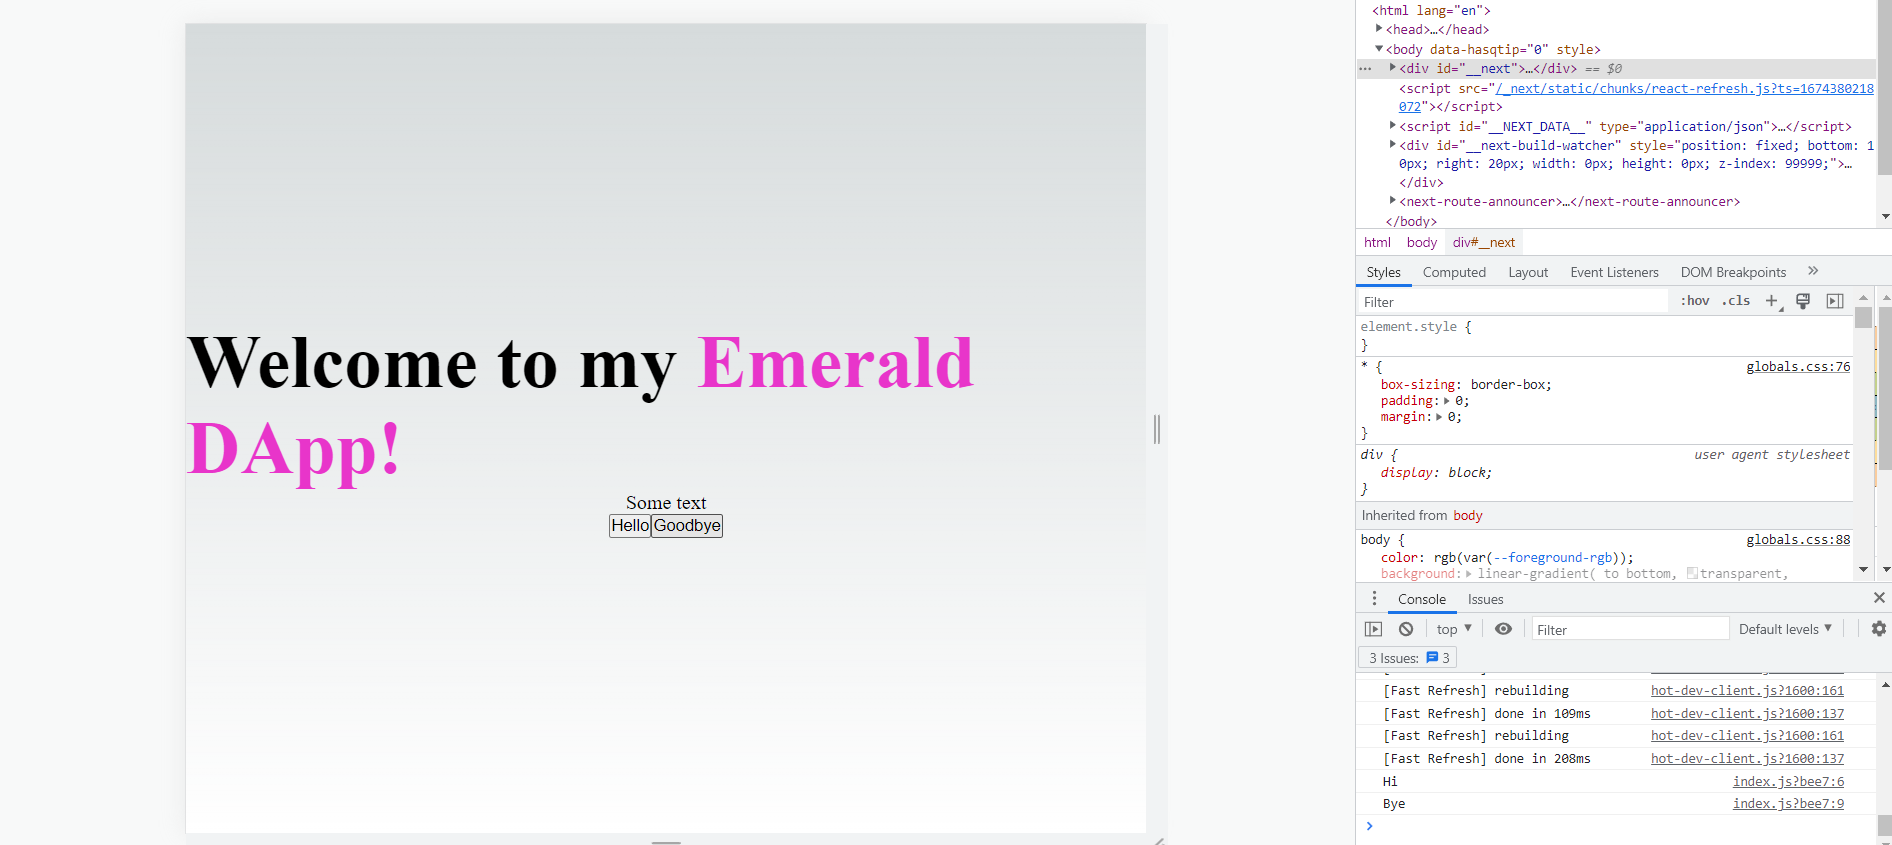 Welcome to my Emerald
DApp!
Some text
Hello Goodbye
<html lang="en">
<head>…</head>
<body data-hasqtip="0" style>
<div id="__next">…</div> == $0
<script src="/_next/static/chunks/react-refresh.js?ts=1674380218
072"></script>
<script id="__NEXT_DATA__" type="application/json">…</script>
<div id="__next-build-watcher" style="position: fixed; bottom: 1
0px; right: 20px; width: 0px; height: 0px; z-index: 99999;">…
</div>
<next-route-announcer>…</next-route-announcer>
</body>
html body div#__next
Styles Computed Layout Event Listeners DOM Breakpoints »
Filter :hov .cls +
element.style {
}
* { globals.css:76
box-sizing: border-box;
padding: 0;
margin: 0;
}
div { user agent stylesheet
display: block;
}
Inherited from body
body { globals.css:88
color: rgb(var(--foreground-rgb));
background: linear-gradient( to bottom, transparent,
Console Issues
top Filter Default levels
3 Issues: 3
[Fast Refresh] rebuilding hot-dev-client.js?1600:161
[Fast Refresh] done in 109ms hot-dev-client.js?1600:137
[Fast Refresh] rebuilding hot-dev-client.js?1600:161
[Fast Refresh] done in 208ms hot-dev-client.js?1600:137
Hi index.js?bee7:6
Bye index.js?bee7:9